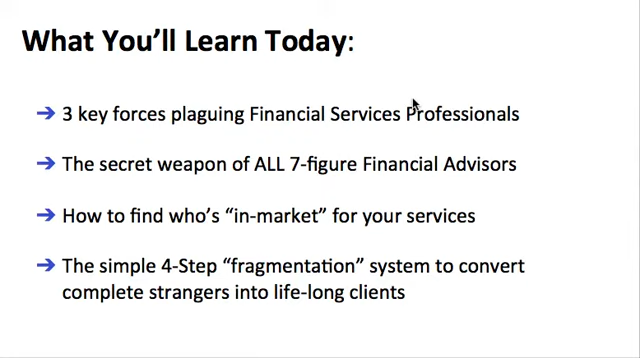 What You’ll Learn Today:
➔ 3 key forces plaguing Financial Services Professionals
➔ The secret weapon of ALL 7-figure Financial Advisors
➔ How to find who’s “in-market” for your services
➔ The simple 4-Step “fragmentation” system to convert
complete strangers into life-long clients